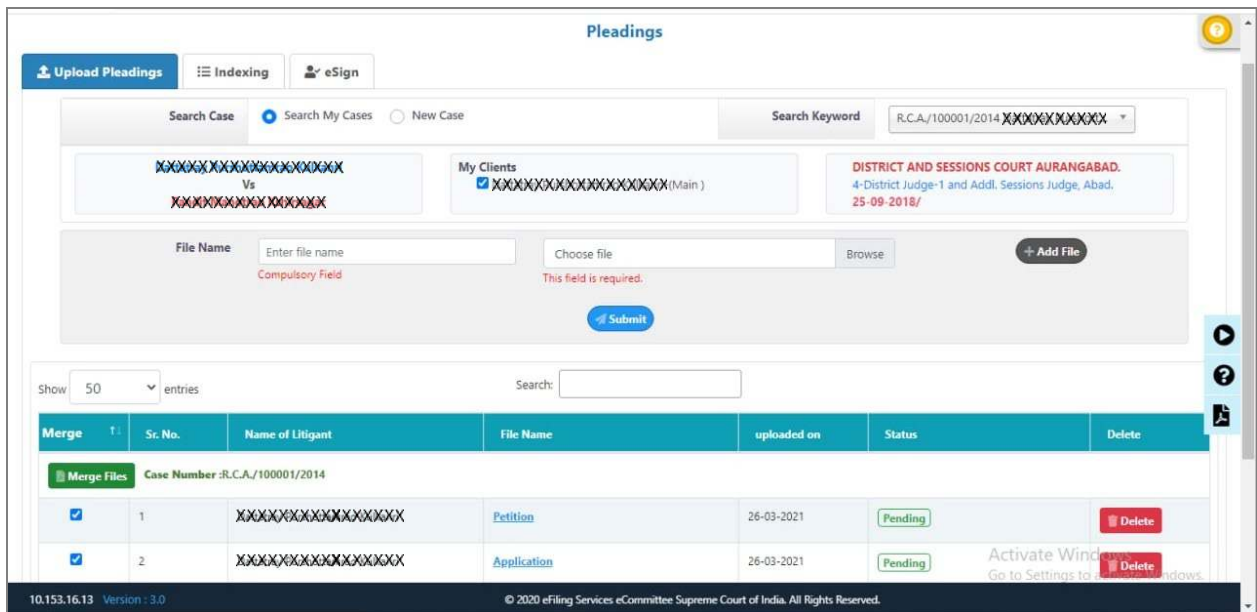 Pleadings
Upload Pleadings Indexing eSign
Search Case Search My Cases New Case Search Keyword R.C.A./100001/2014
Vs
My Clients
(Main )
DISTRICT AND SESSIONS COURT AURANGABAD.
4-District Judge-1 and Addl. Sessions Judge, Abad.
25-09-2018/
File Name Enter file name Choose file Browse + Add File
Compulsory Field This field is required.
Submit
Show 50 entries Search:
Merge Sr. No. Name of Litigant File Name uploaded on Status Delete
Merge Files Case Number :R.C.A./100001/2014
1 Petition 26-03-2021 Pending Delete
2 Application 26-03-2021 Pending Delete
Activate Windows
Go to Settings to activate Windows.
10.153.16.13 Version : 3.0 © 2020 eFiling Services eCommittee Supreme Court of India. All Rights Reserved.